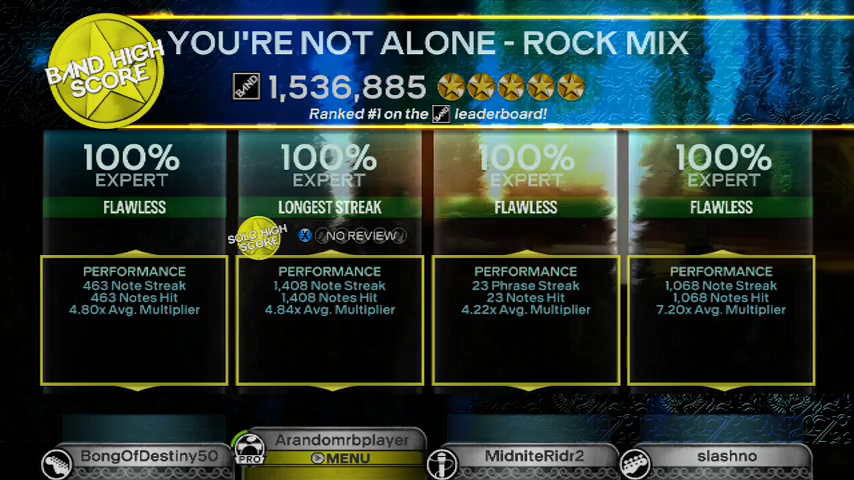 BAND HIGH SCORE
YOU'RE NOT ALONE - ROCK MIX
BAND 1,536,885
Ranked #1 on the BAND leaderboard!
100% 100% 100% 100%
EXPERT EXPERT EXPERT EXPERT
FLAWLESS LONGEST STREAK FLAWLESS FLAWLESS
SOLO HIGH SCORE X NO REVIEW
PERFORMANCE
463 Note Streak
463 Notes Hit
4.80x Avg. Multiplier
PERFORMANCE
1,408 Note Streak
1,408 Notes Hit
4.84x Avg. Multiplier
PERFORMANCE
23 Phrase Streak
23 Notes Hit
4.22x Avg. Multiplier
PERFORMANCE
1,068 Note Streak
1,068 Notes Hit
7.20x Avg. Multiplier
BongOfDestiny50
PRO Arandomrbplayer
MENU
MidniteRidr2
slashno